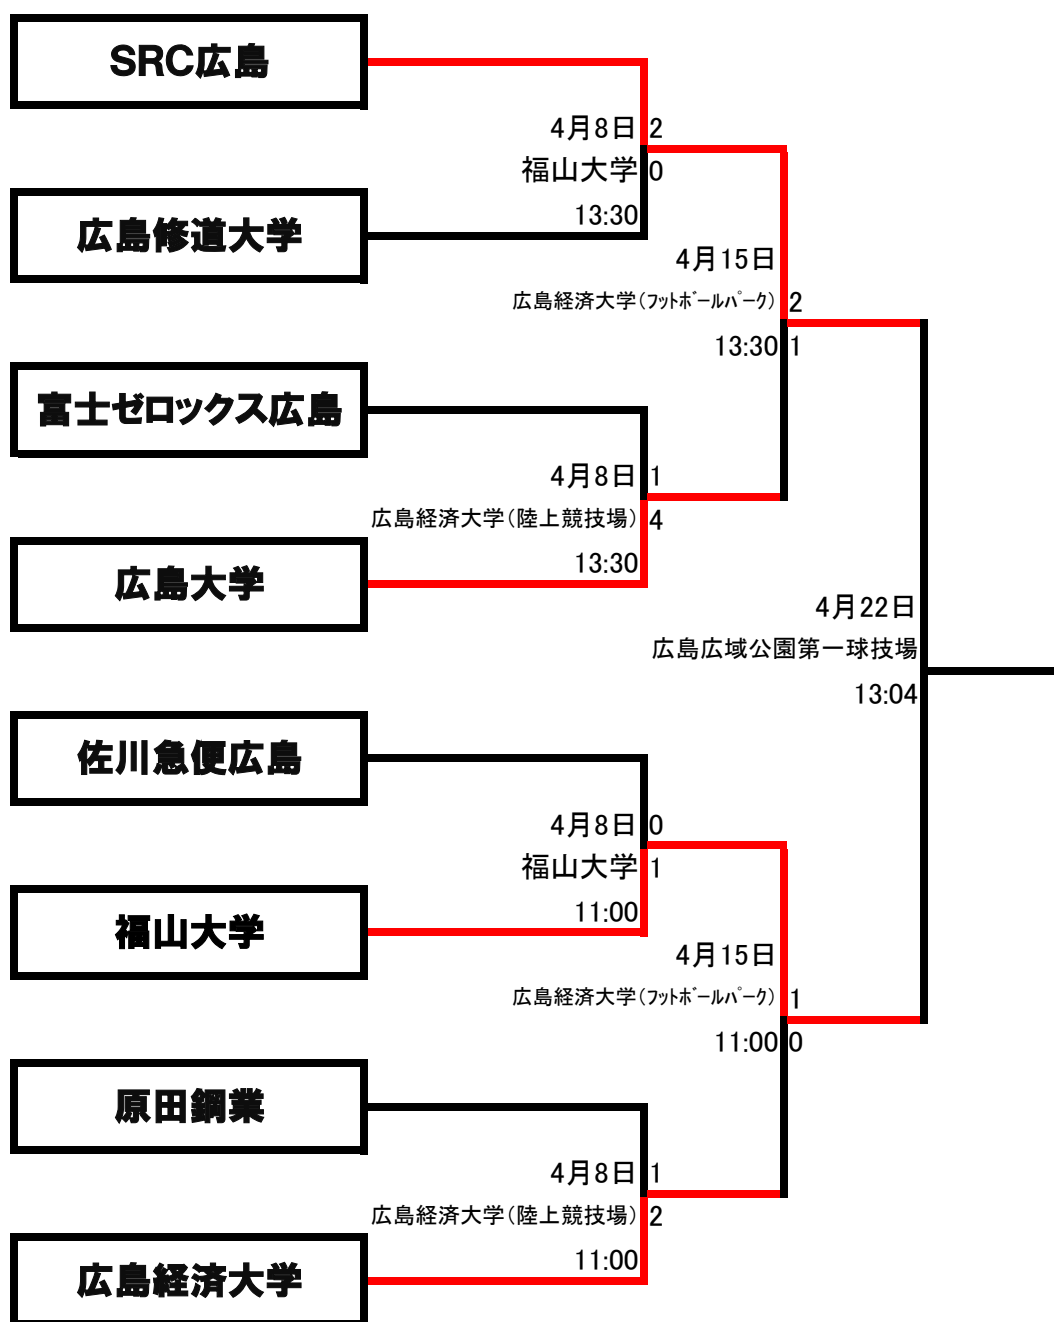 SRC広島
4月8日 2
福山大学 0
13:30
広島修道大学
4月15日
広島経済大学(フットボールパーク) 2
13:30 1
富士ゼロックス広島
4月8日 1
広島経済大学(陸上競技場) 4
13:30
広島大学
4月22日
広島広域公園第一球技場
13:04
佐川急便広島
4月8日 0
福山大学 1
11:00
福山大学
4月15日
広島経済大学(フットボールパーク) 1
11:00 0
原田鋼業
4月8日 1
広島経済大学(陸上競技場) 2
11:00
広島経済大学